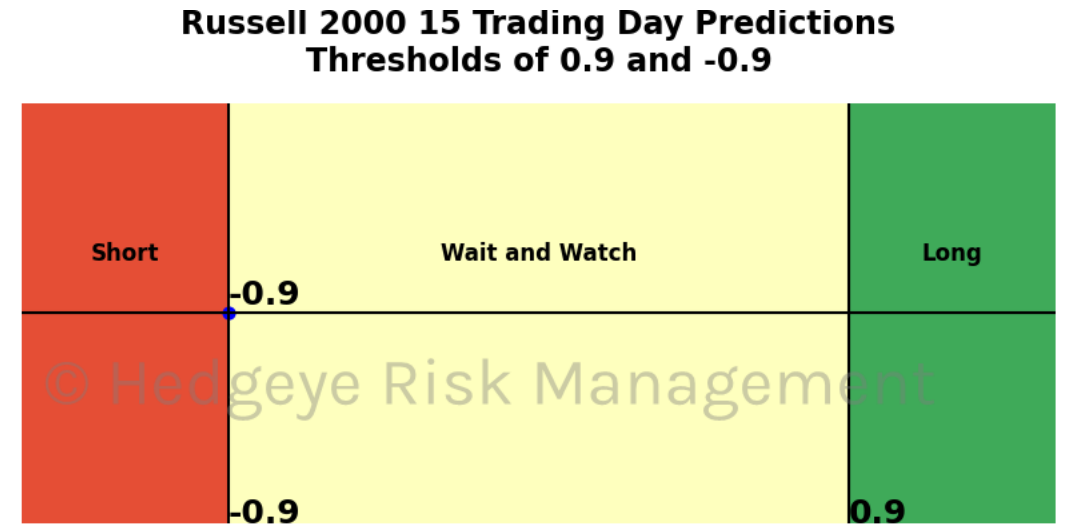 Russell 2000 15 Trading Day Predictions
Thresholds of 0.9 and -0.9
Short Wait and Watch Long
-0.9
© Hedgeye Risk Management
-0.9 0.9